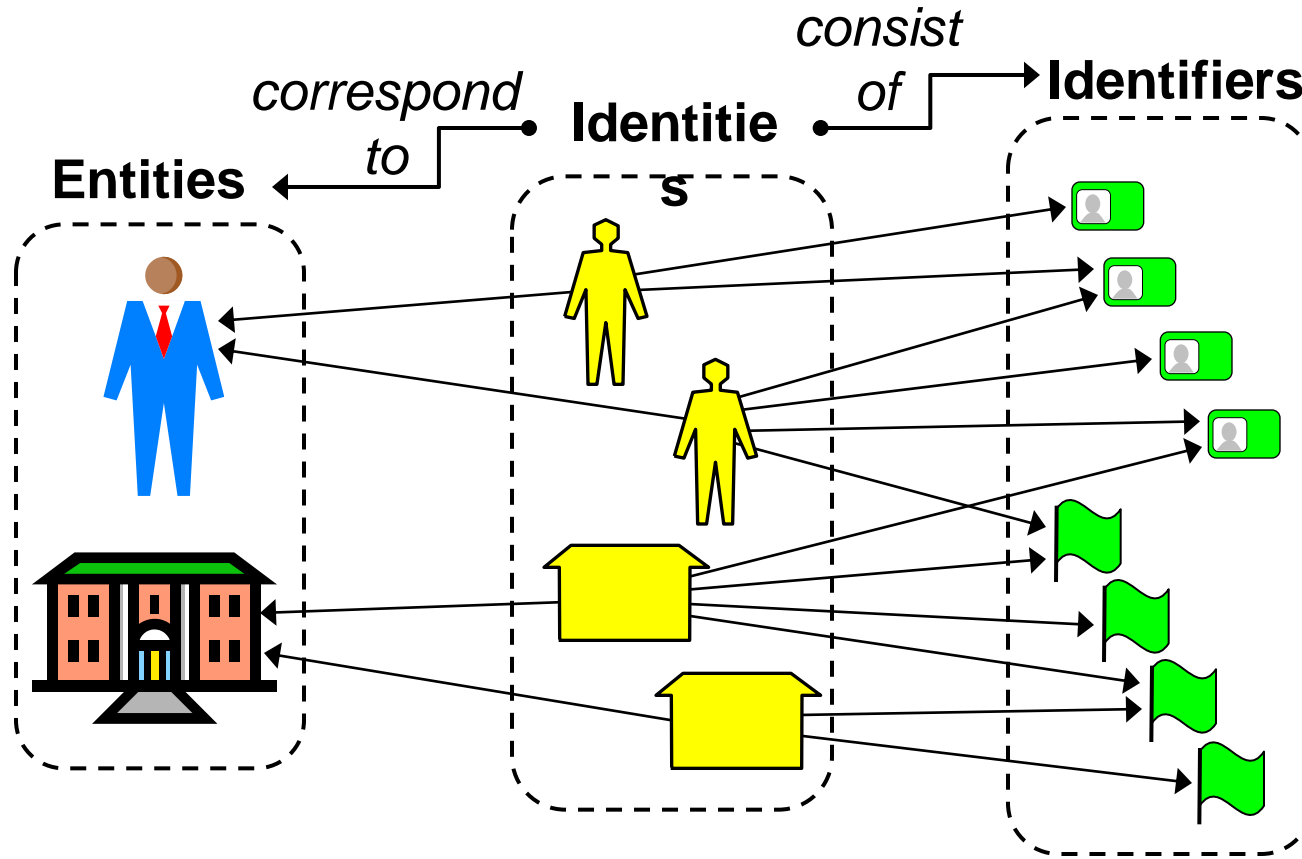 consist
of
Identifiers
correspond
to
Identitie
s
Entities